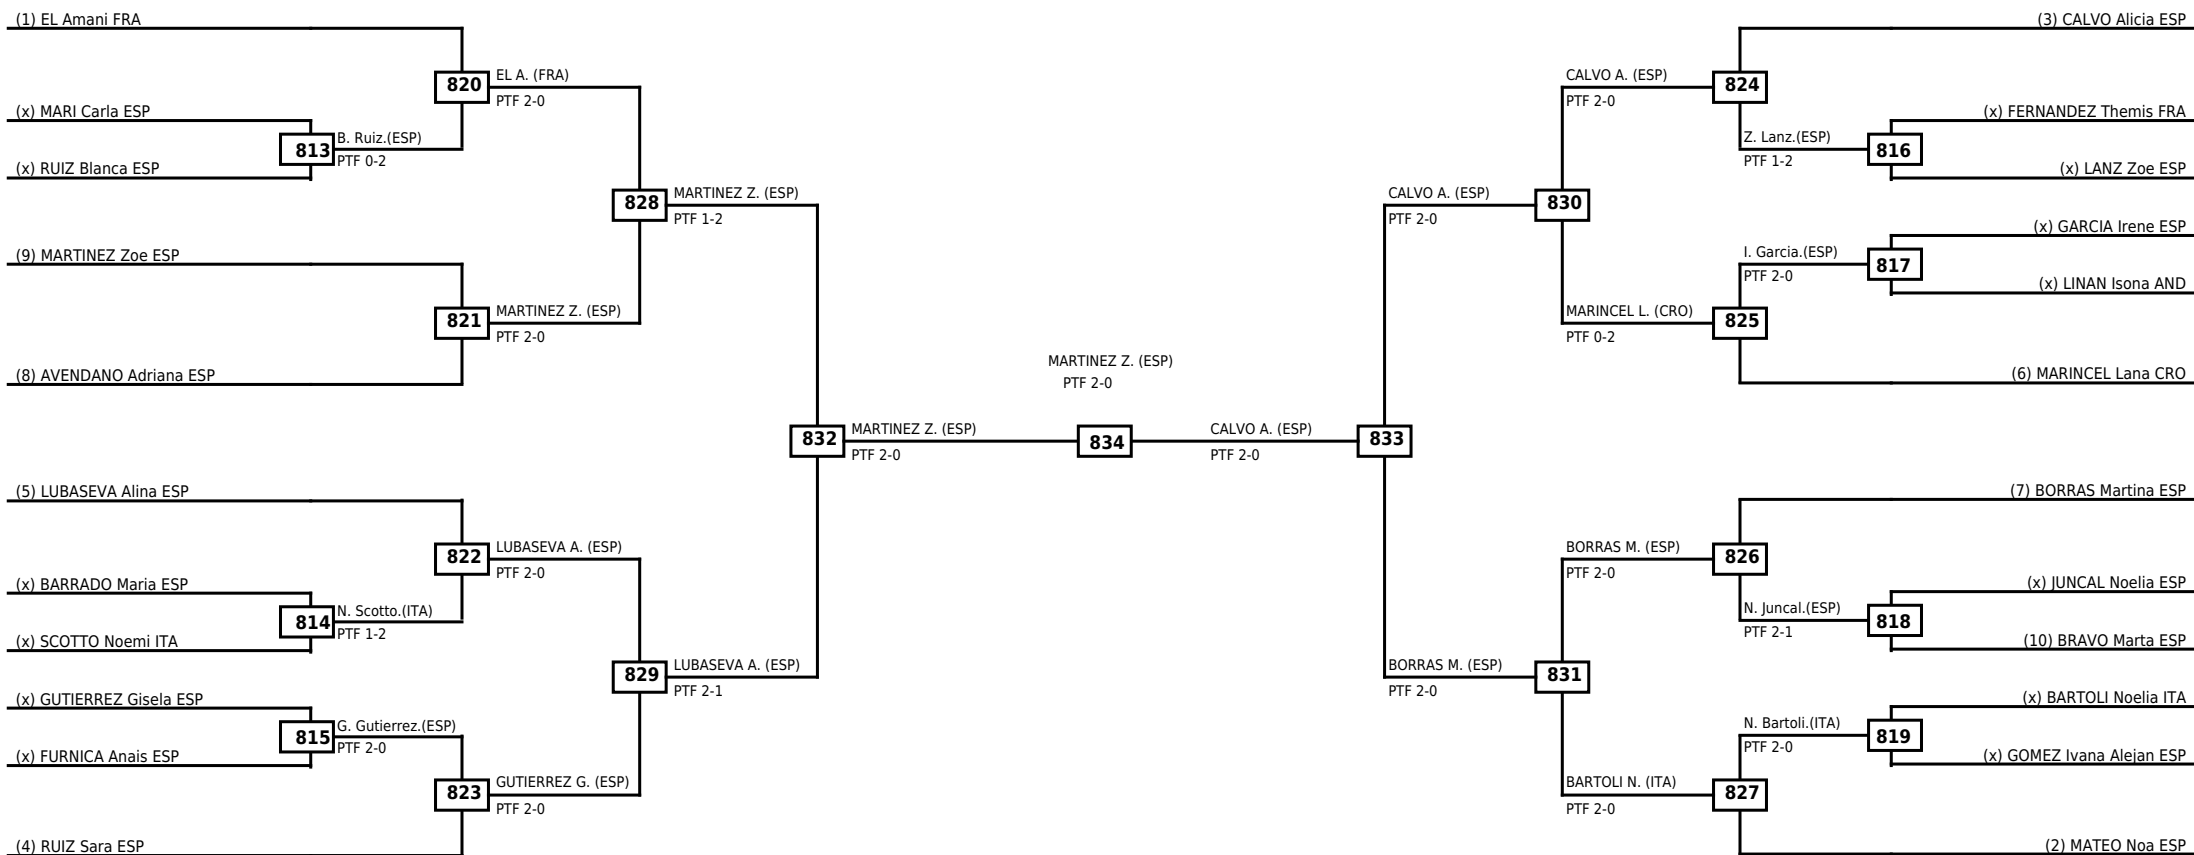 (1) EL Amani FRA
(3) CALVO Alicia ESP
820
EL A. (FRA)
PTF 2-0
CALVO A. (ESP)
PTF 2-0
824
(x) MARI Carla ESP
(x) FERNANDEZ Themis FRA
813
B. Ruiz.(ESP)
PTF 0-2
Z. Lanz.(ESP)
PTF 1-2
816
(x) RUIZ Blanca ESP
(x) LANZ Zoe ESP
828
MARTINEZ Z. (ESP)
PTF 1-2
CALVO A. (ESP)
PTF 2-0
830
(x) GARCIA Irene ESP
(9) MARTINEZ Zoe ESP
I. Garcia.(ESP)
PTF 2-0
817
(x) LINAN Isona AND
821
MARTINEZ Z. (ESP)
PTF 2-0
MARINCEL L. (CRO)
PTF 0-2
825
(8) AVENDANO Adriana ESP
MARTINEZ Z. (ESP)
PTF 2-0
(6) MARINCEL Lana CRO
832
MARTINEZ Z. (ESP)
PTF 2-0
834
CALVO A. (ESP)
PTF 2-0
833
(5) LUBASEVA Alina ESP
(7) BORRAS Martina ESP
822
LUBASEVA A. (ESP)
PTF 2-0
BORRAS M. (ESP)
PTF 2-0
826
(x) BARRADO Maria ESP
(x) JUNCAL Noelia ESP
814
N. Scotto.(ITA)
PTF 1-2
N. Juncal.(ESP)
PTF 2-1
818
(x) SCOTTO Noemi ITA
(10) BRAVO Marta ESP
829
LUBASEVA A. (ESP)
PTF 2-1
BORRAS M. (ESP)
PTF 2-0
831
(x) GUTIERREZ Gisela ESP
(x) BARTOLI Noelia ITA
815
G. Gutierrez.(ESP)
PTF 2-0
N. Bartoli.(ITA)
PTF 2-0
819
(x) FURNICA Anais ESP
(x) GOMEZ Ivana Alejan ESP
823
GUTIERREZ G. (ESP)
PTF 2-0
BARTOLI N. (ITA)
PTF 2-0
827
(4) RUIZ Sara ESP
(2) MATEO Noa ESP